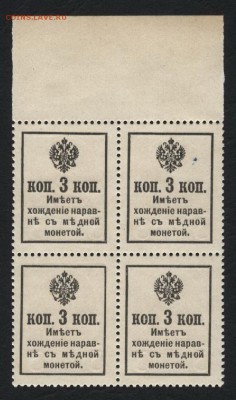 COINS.LAVE.RU
КОП. 3 КОП. КОП. 3 КОП.
Имѣетъ Имѣетъ
хожденіе нарав- хожденіе нарав-
нѣ съ мѣдной нѣ съ мѣдной
монетой. монетой.
КОП. 3 КОП. КОП. 3 КОП.
Имѣетъ Имѣетъ
хожденіе нарав- хожденіе нарав-
нѣ съ мѣдной нѣ съ мѣдной
монетой. монетой.